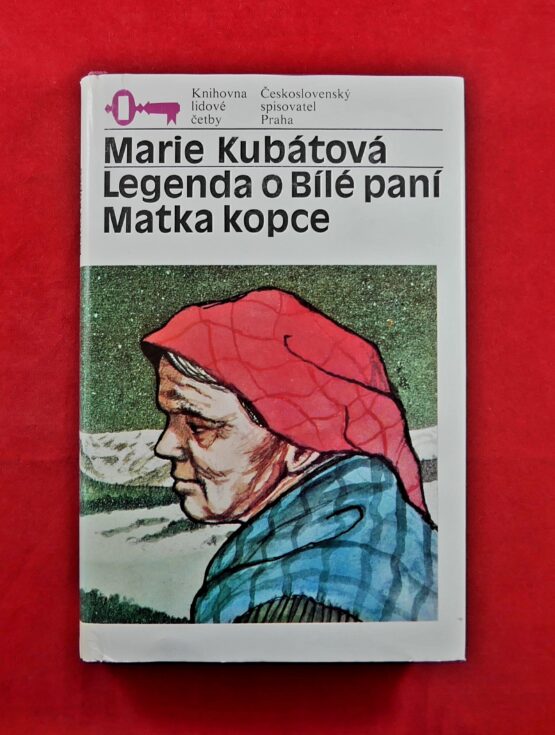 Knihovna
lidové
četby
Československý
spisovatel
Praha
Marie Kubátová
Legenda o Bílé paní
Matka kopce